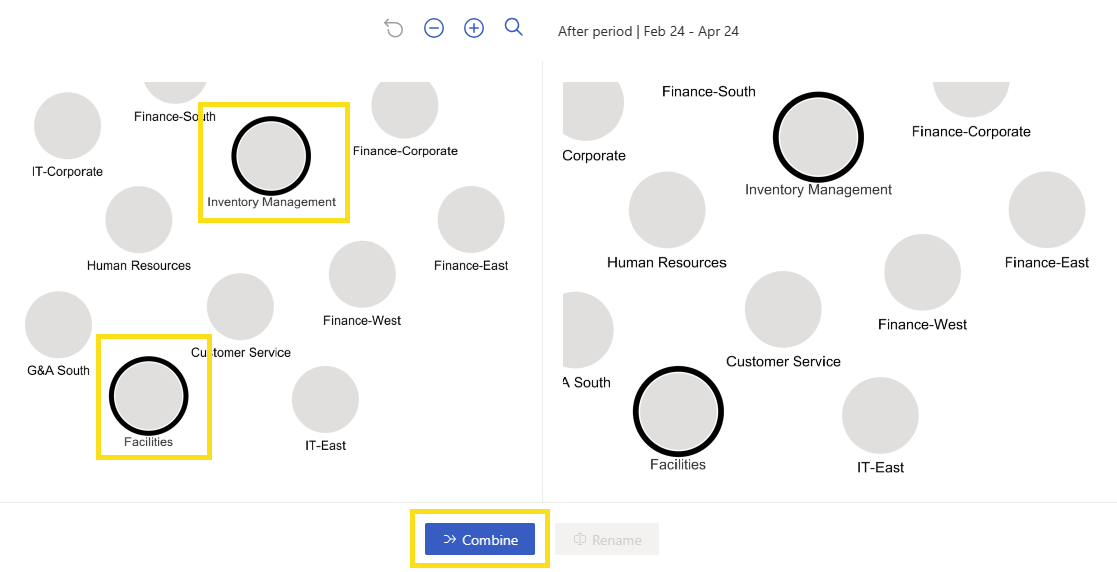 After period | Feb 24 - Apr 24
Finance-South
Finance-Corporate
IT-Corporate
Inventory Management
Human Resources
Finance-East
Finance-West
Customer Service
G&A South
Facilities
IT-East
Finance-South
Finance-Corporate
Corporate
Inventory Management
Human Resources
Finance-East
Finance-West
Customer Service
A South
Facilities
IT-East
Combine
Rename